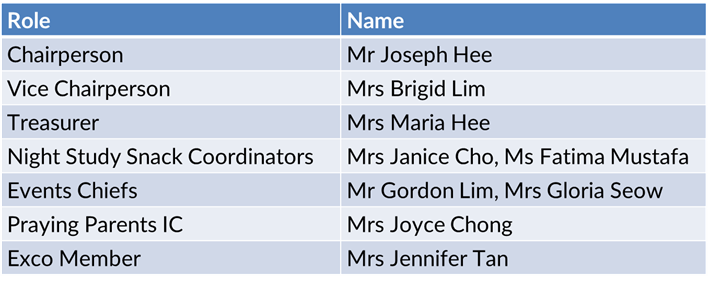 Role Name
Chairperson Mr Joseph Hee
Vice Chairperson Mrs Brigid Lim
Treasurer Mrs Maria Hee
Night Study Snack Coordinators Mrs Janice Cho, Ms Fatima Mustafa
Events Chiefs Mr Gordon Lim, Mrs Gloria Seow
Praying Parents IC Mrs Joyce Chong
Exco Member Mrs Jennifer Tan